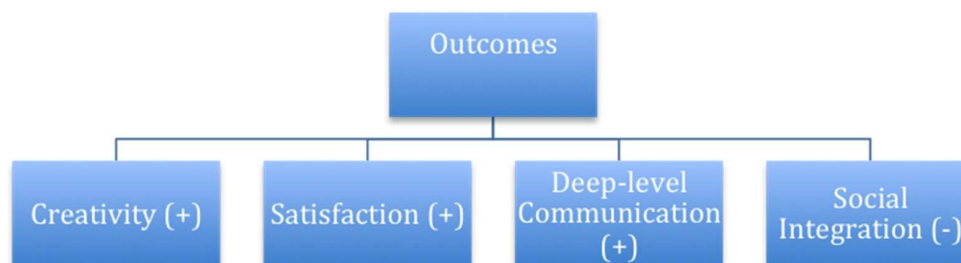 Outcomes
Creativity (+)
Satisfaction (+)
Deep-level
Communication
(+)
Social
Integration (-)